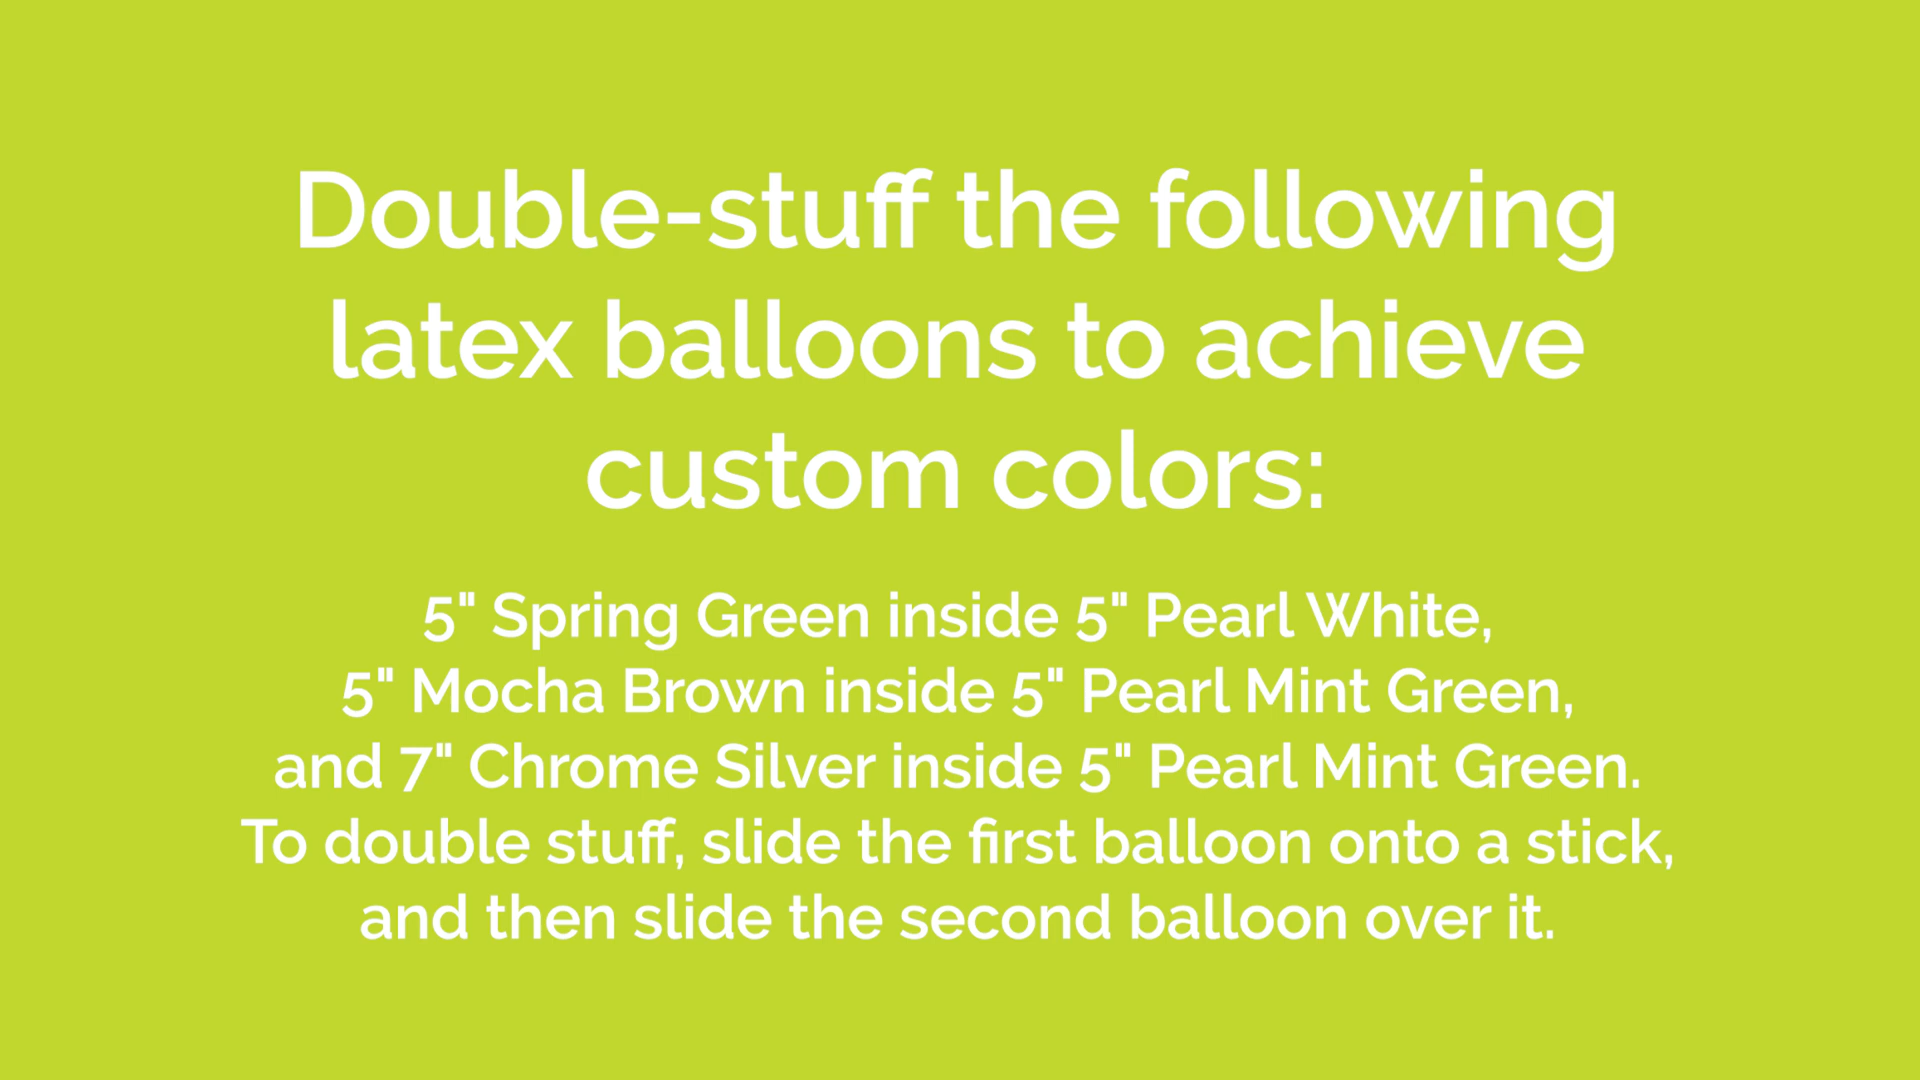 Double-stuff the following
latex balloons to achieve
custom colors:
5" Spring Green inside 5" Pearl White,
5" Mocha Brown inside 5" Pearl Mint Green,
and 7" Chrome Silver inside 5" Pearl Mint Green.
To double stuff, slide the first balloon onto a stick,
and then slide the second balloon over it.